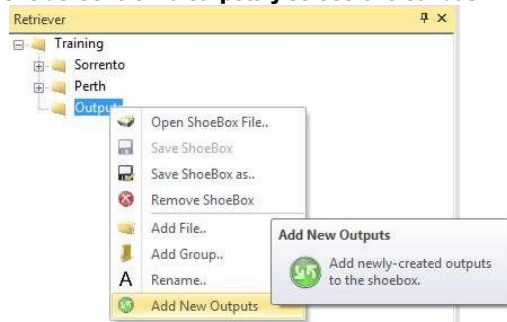 Retriever
Training
Sorrento
Perth
Outputs
Open ShoeBox File..
Save ShoeBox
Save ShoeBox as..
Remove ShoeBox
Add File..
Add Group..
Rename..
Add New Outputs
Add New Outputs
Add newly-created outputs
to the shoebox.